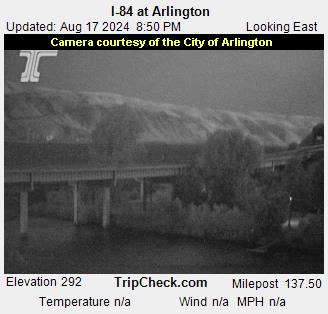 I-84 at Arlington
Updated: Aug 17 2024 8:50 PM Looking East
Camera courtesy of the City of Arlington
Elevation 292 TripCheck.com Milepost 137.50
Temperature n/a Wind n/a MPH n/a